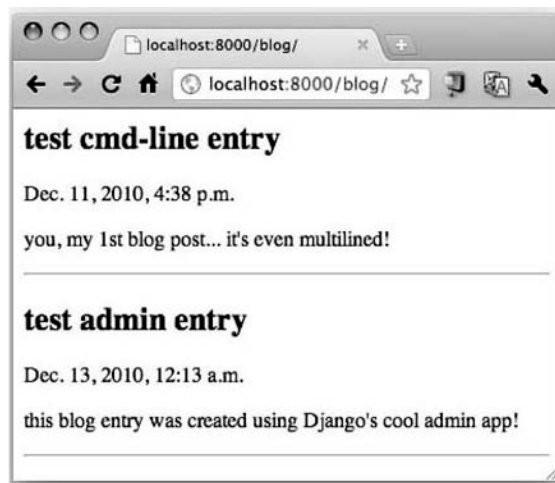 localhost:8000/blog/
localhost:8000/blog/
test cmd-line entry
Dec. 11, 2010, 4:38 p.m.
you, my 1st blog post... it's even multilined!
test admin entry
Dec. 13, 2010, 12:13 a.m.
this blog entry was created using Django's cool admin app!